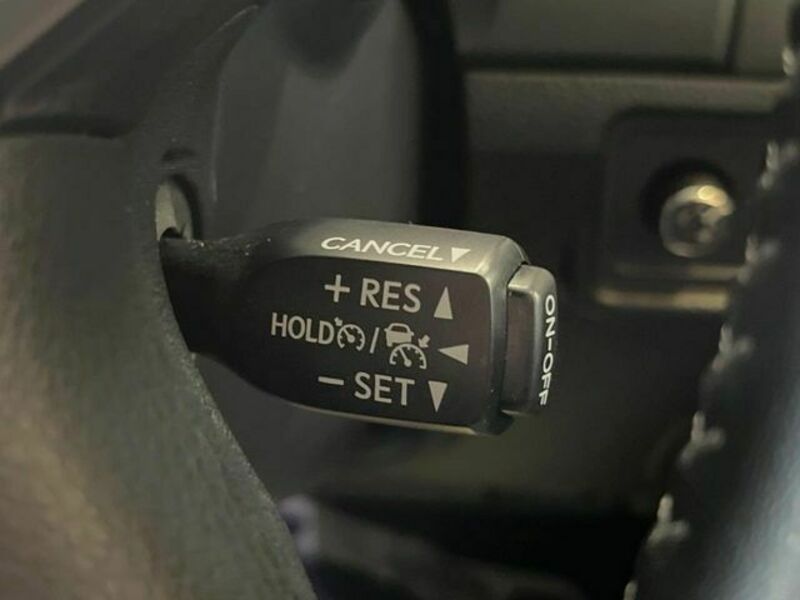 CANCEL▼
+ RES ▲
HOLD / ◀
− SET ▼
ON-OFF